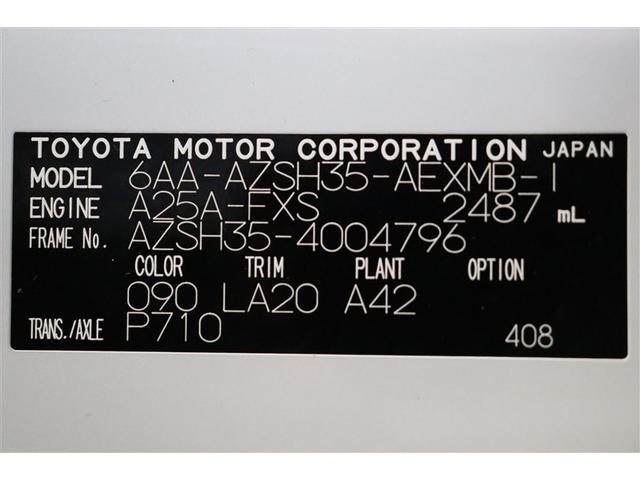 TOYOTA MOTOR CORPORATION JAPAN
MODEL 6AA-AZSH35-AEXMB-I
ENGINE A25A-FXS 2487 mL
FRAME No. AZSH35-4004796
COLOR TRIM PLANT OPTION
090 LA20 A42
TRANS./AXLE P710 408